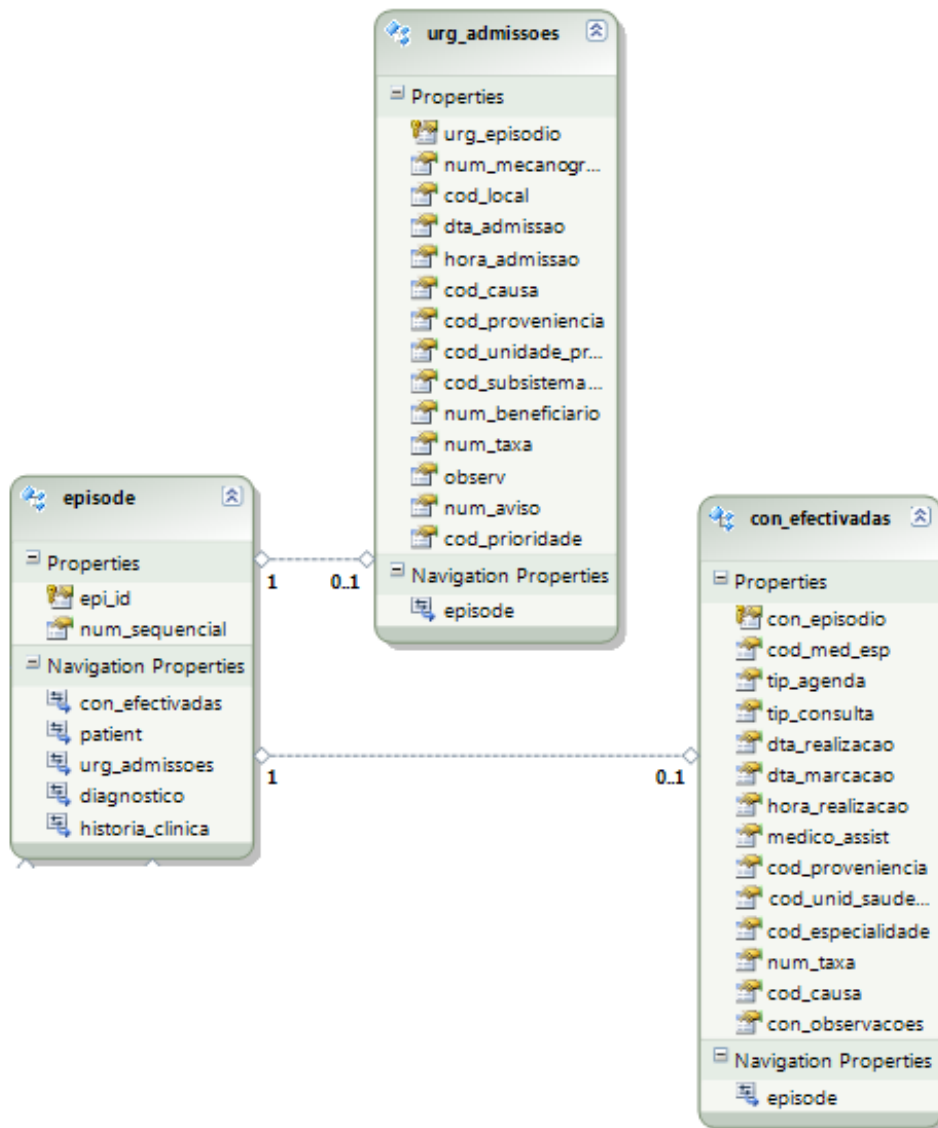 urg_admissoes
Properties
urg_episodio
num_mecanogr...
cod_local
dta_admissao
hora_admissao
cod_causa
cod_proveniencia
cod_unidade_pr...
cod_subsistema...
num_beneficiario
num_taxa
observ
num_aviso
cod_prioridade
Navigation Properties
episode
episode
Properties
epi_id
num_sequencial
Navigation Properties
con_efectivadas
patient
urg_admissoes
diagnostico
historia_clinica
1
0..1
1
0..1
con_efectivadas
Properties
con_episodio
cod_med_esp
tip_agenda
tip_consulta
dta_realizacao
dta_marcacao
hora_realizacao
medico_assist
cod_proveniencia
cod_unid_saude...
cod_especialidade
num_taxa
cod_causa
con_observacoes
Navigation Properties
episode